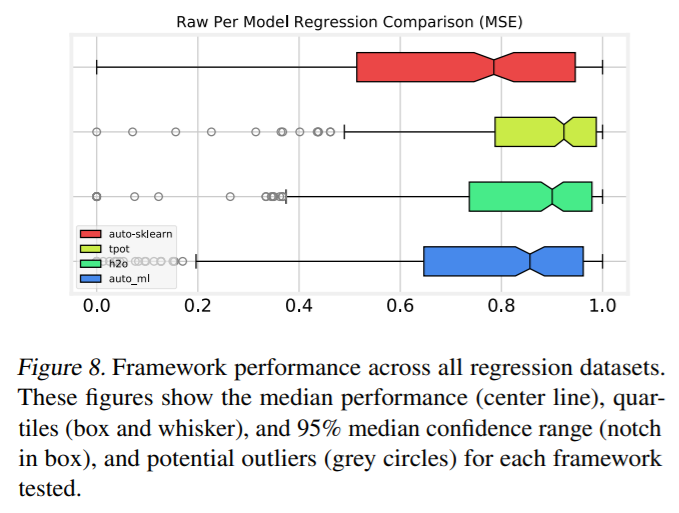 Raw Per Model Regression Comparison (MSE)
auto-sklearn
tpot
h2o
auto_ml
0.0 0.2 0.4 0.6 0.8 1.0
Figure 8. Framework performance across all regression datasets.
These figures show the median performance (center line), quar-
tiles (box and whisker), and 95% median confidence range (notch
in box), and potential outliers (grey circles) for each framework
tested.